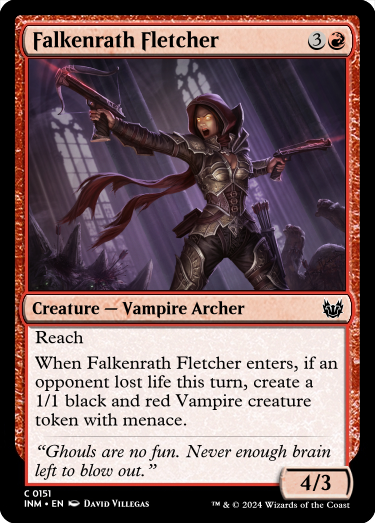 Falkenrath Fletcher 3
Creature — Vampire Archer
Reach
When Falkenrath Fletcher enters, if an
opponent lost life this turn, create a
1/1 black and red Vampire creature
token with menace.
“Ghouls are no fun. Never enough brain
left to blow out.”
4/3
C 0151
INM • EN David Villegas
™ & © 2024 Wizards of the Coast